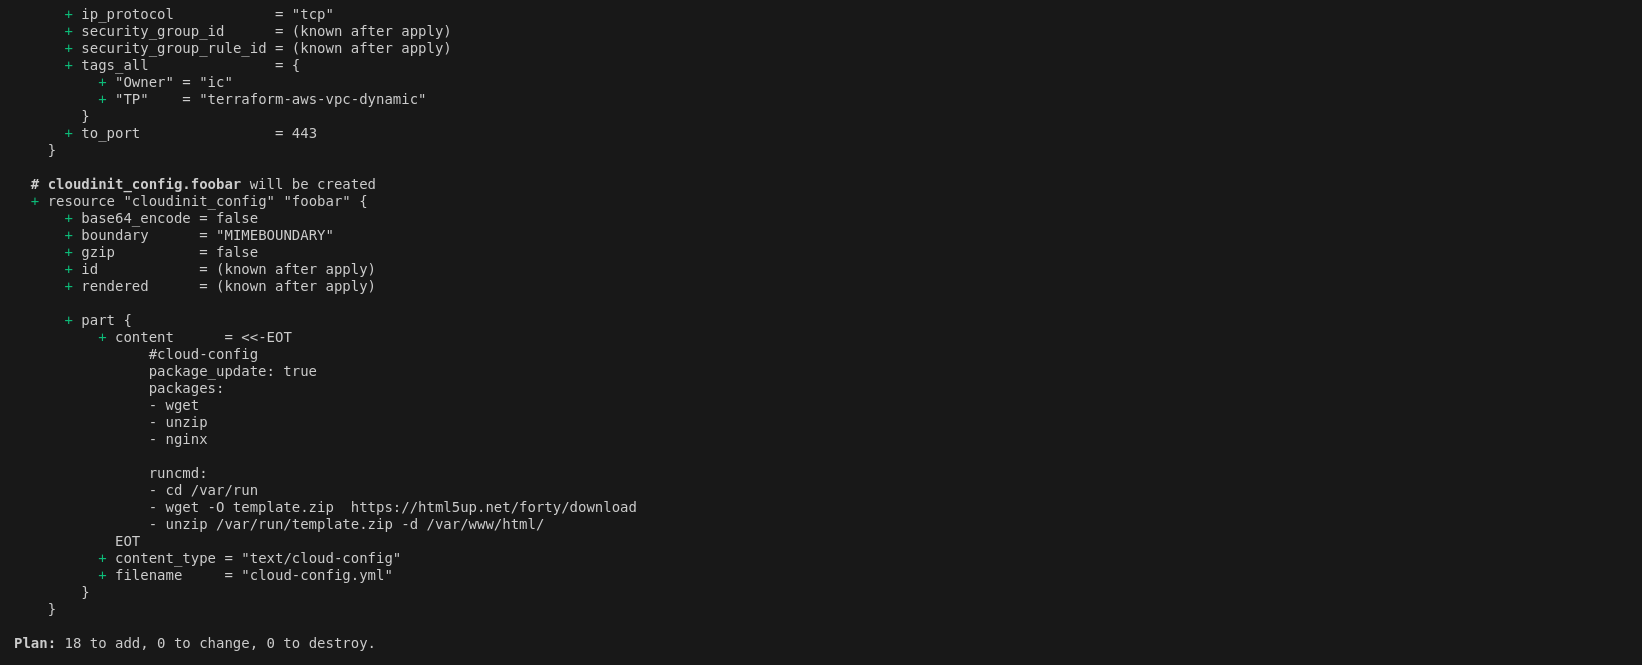 + ip_protocol            = "tcp"
      + security_group_id      = (known after apply)
      + security_group_rule_id = (known after apply)
      + tags_all               = {
          + "Owner" = "ic"
          + "TP"    = "terraform-aws-vpc-dynamic"
        }
      + to_port                = 443
    }

  # cloudinit_config.foobar will be created
  + resource "cloudinit_config" "foobar" {
      + base64_encode = false
      + boundary      = "MIMEBOUNDARY"
      + gzip          = false
      + id            = (known after apply)
      + rendered      = (known after apply)

      + part {
          + content      = <<-EOT
                #cloud-config
                package_update: true
                packages:
                - wget
                - unzip
                - nginx

                runcmd:
                - cd /var/run
                - wget -O template.zip  https://html5up.net/forty/download
                - unzip /var/run/template.zip -d /var/www/html/
            EOT
          + content_type = "text/cloud-config"
          + filename     = "cloud-config.yml"
        }
    }

Plan: 18 to add, 0 to change, 0 to destroy.